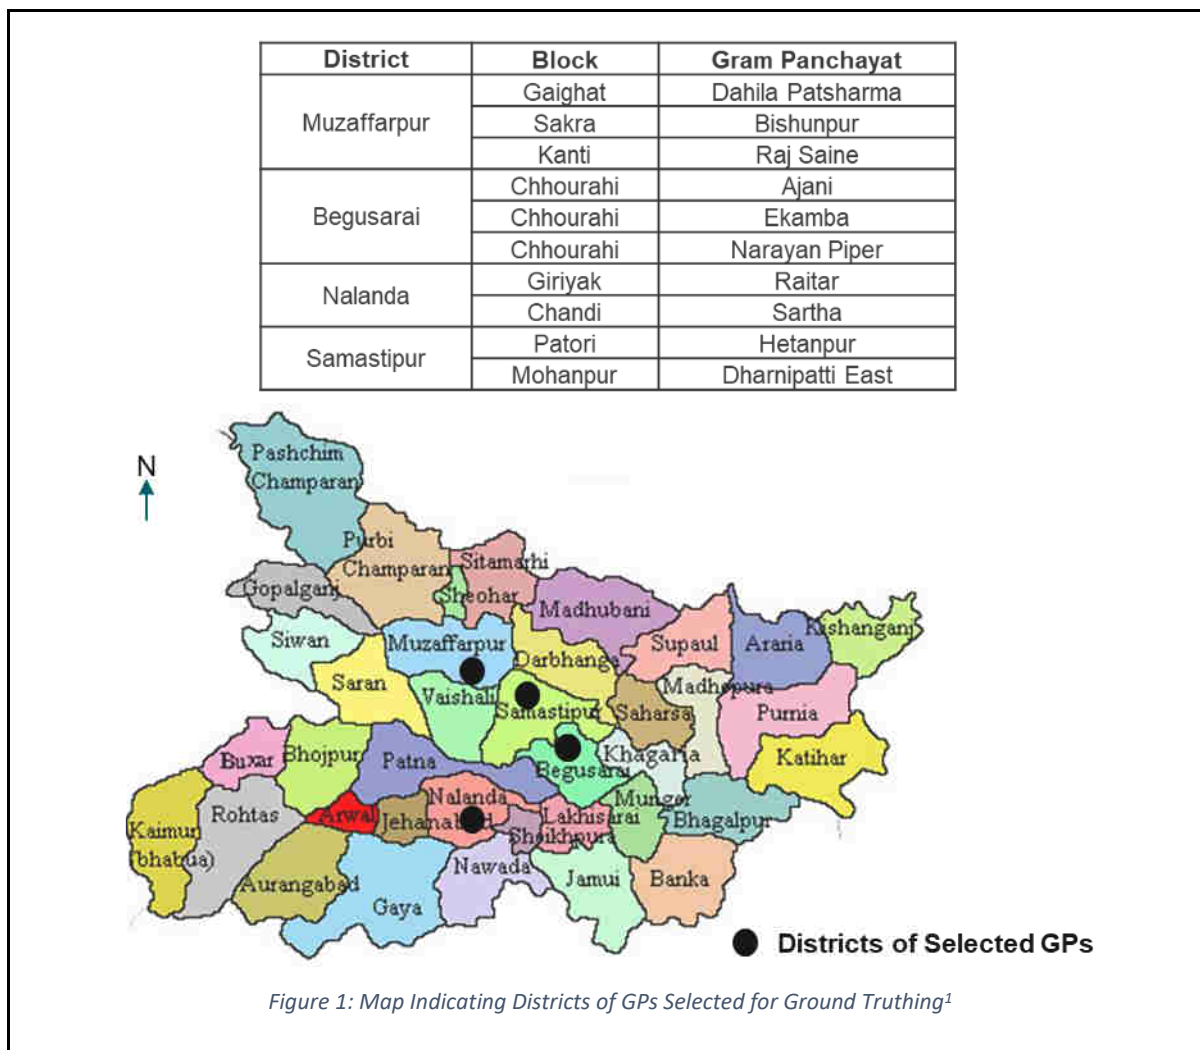 District Block Gram Panchayat
Muzaffarpur
Gaighat Dahila Patsharma
Sakra Bishunpur
Kanti Raj Saine
Begusarai
Chhourahi Ajani
Chhourahi Ekamba
Chhourahi Narayan Piper
Nalanda
Giriyak Raitar
Chandi Sartha
Samastipur
Patori Hetanpur
Mohanpur Dharnipatti East
N
Pashchim
Champaran
Purbi
Champaran
Sitamarhi
Sheohar
Gopalganj
Madhubani
Siwan
Muzaffarpur
Darbhanga
Supaul
Araria
Kishanganj
Saran
Vaishali
Samastipur
Saharsa
Madhepura
Purnia
Buxar
Bhojpur
Patna
Begusarai
Khagaria
Katihar
Kaimur
(bhabua)
Rohtas
Arwal
Jehanabad
Nalanda
Sheikhpura
Lakhisarai
Munger
Bhagalpur
Aurangabad
Gaya
Nawada
Jamui
Banka
Districts of Selected GPs
Figure 1: Map Indicating Districts of GPs Selected for Ground Truthing1